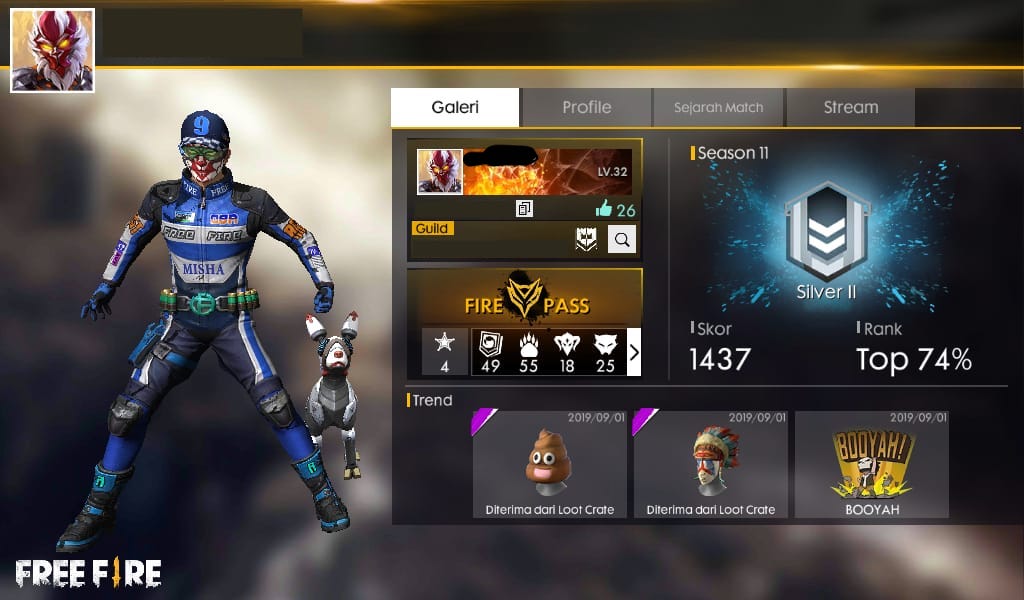 Galeri
Profile
Sejarah Match
Stream
LV.32
26
Guild
FIRE PASS
4
49
55
18
25
Season 11
Silver II
Skor
1437
Rank
Top 74%
Trend
2019/09/01
Diterima dari Loot Crate
2019/09/01
Diterima dari Loot Crate
2019/09/01
BOOYAH!
BOOYAH
9
FIRE FREE
FREE FIRE
MISHA
FREE FIRE